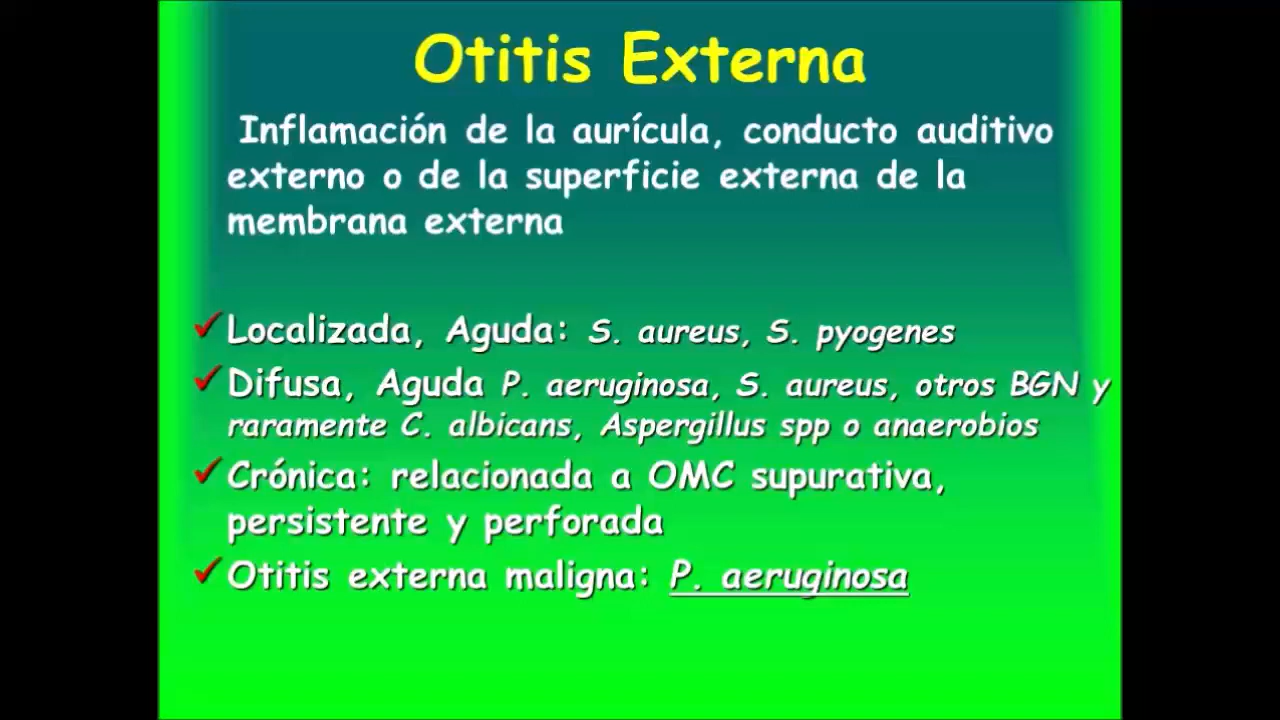 Otitis Externa
Inflamación de la aurícula, conducto auditivo
externo o de la superficie externa de la
membrana externa
Localizada, Aguda: S. aureus, S. pyogenes
Difusa, Aguda P. aeruginosa, S. aureus, otros BGN y
raramente C. albicans, Aspergillus spp o anaerobios
Crónica: relacionada a OMC supurativa,
persistente y perforada
Otitis externa maligna: P. aeruginosa